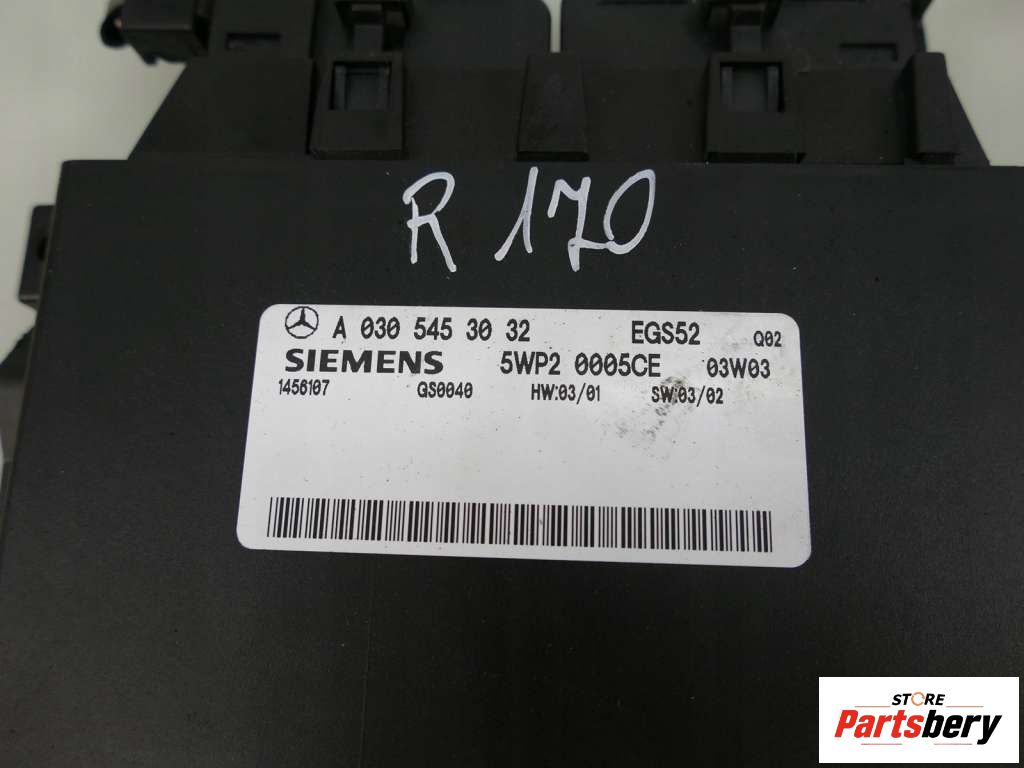 R 170
A 030 545 30 32 EGS52 Q02
SIEMENS 5WP2 0005CE 03W03
1456107 GS0040 HW:03/01 SW:03/02
STORE
Partsbery